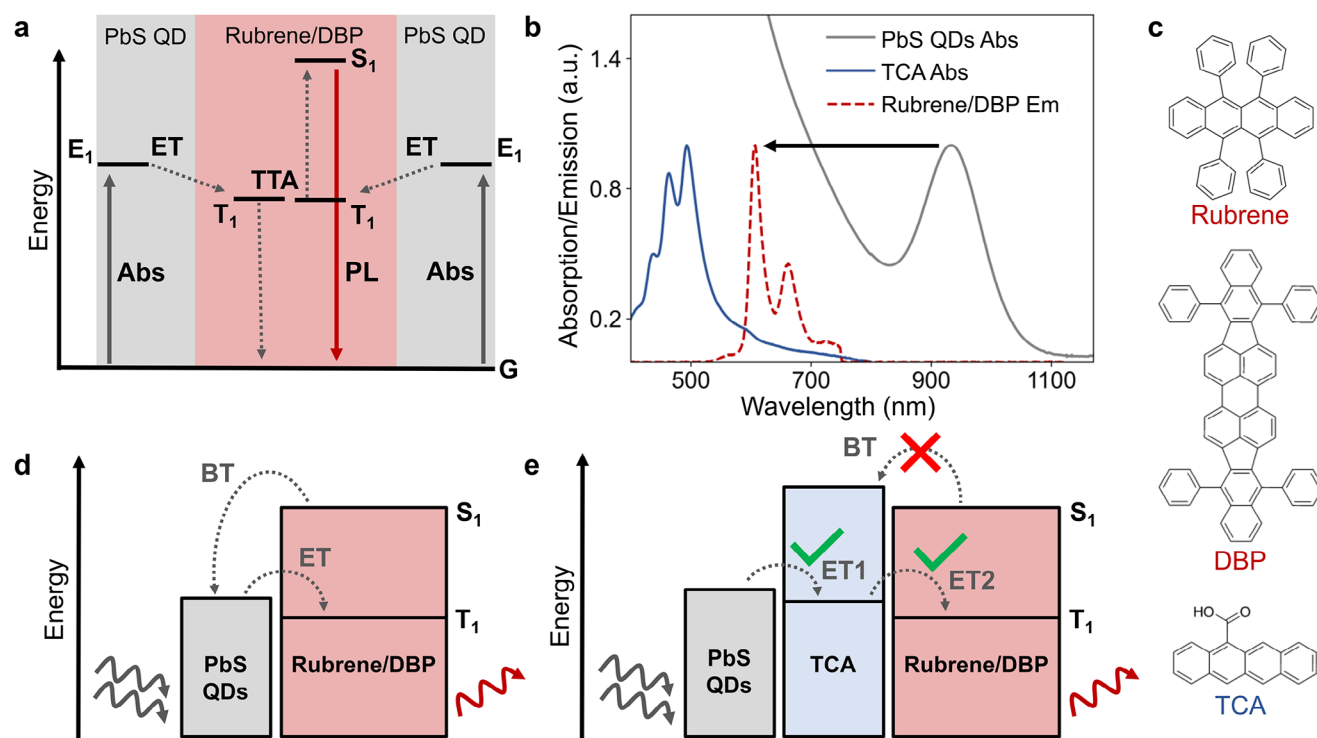 a
PbS QD
Rubrene/DBP
PbS QD
S1
E1
ET
ET
E1
TTA
T1
T1
Energy
Abs
PL
Abs
G
b
PbS QDs Abs
TCA Abs
Rubrene/DBP Em
Absorption/Emission (a.u.)
1.4
0.8
0.2
500
700
900
1100
Wavelength (nm)
c
Rubrene
DBP
HO
O
TCA
d
BT
S1
ET
Energy
T1
PbS
QDs
Rubrene/DBP
e
BT
S1
ET1
ET2
Energy
T1
PbS
QDs
TCA
Rubrene/DBP